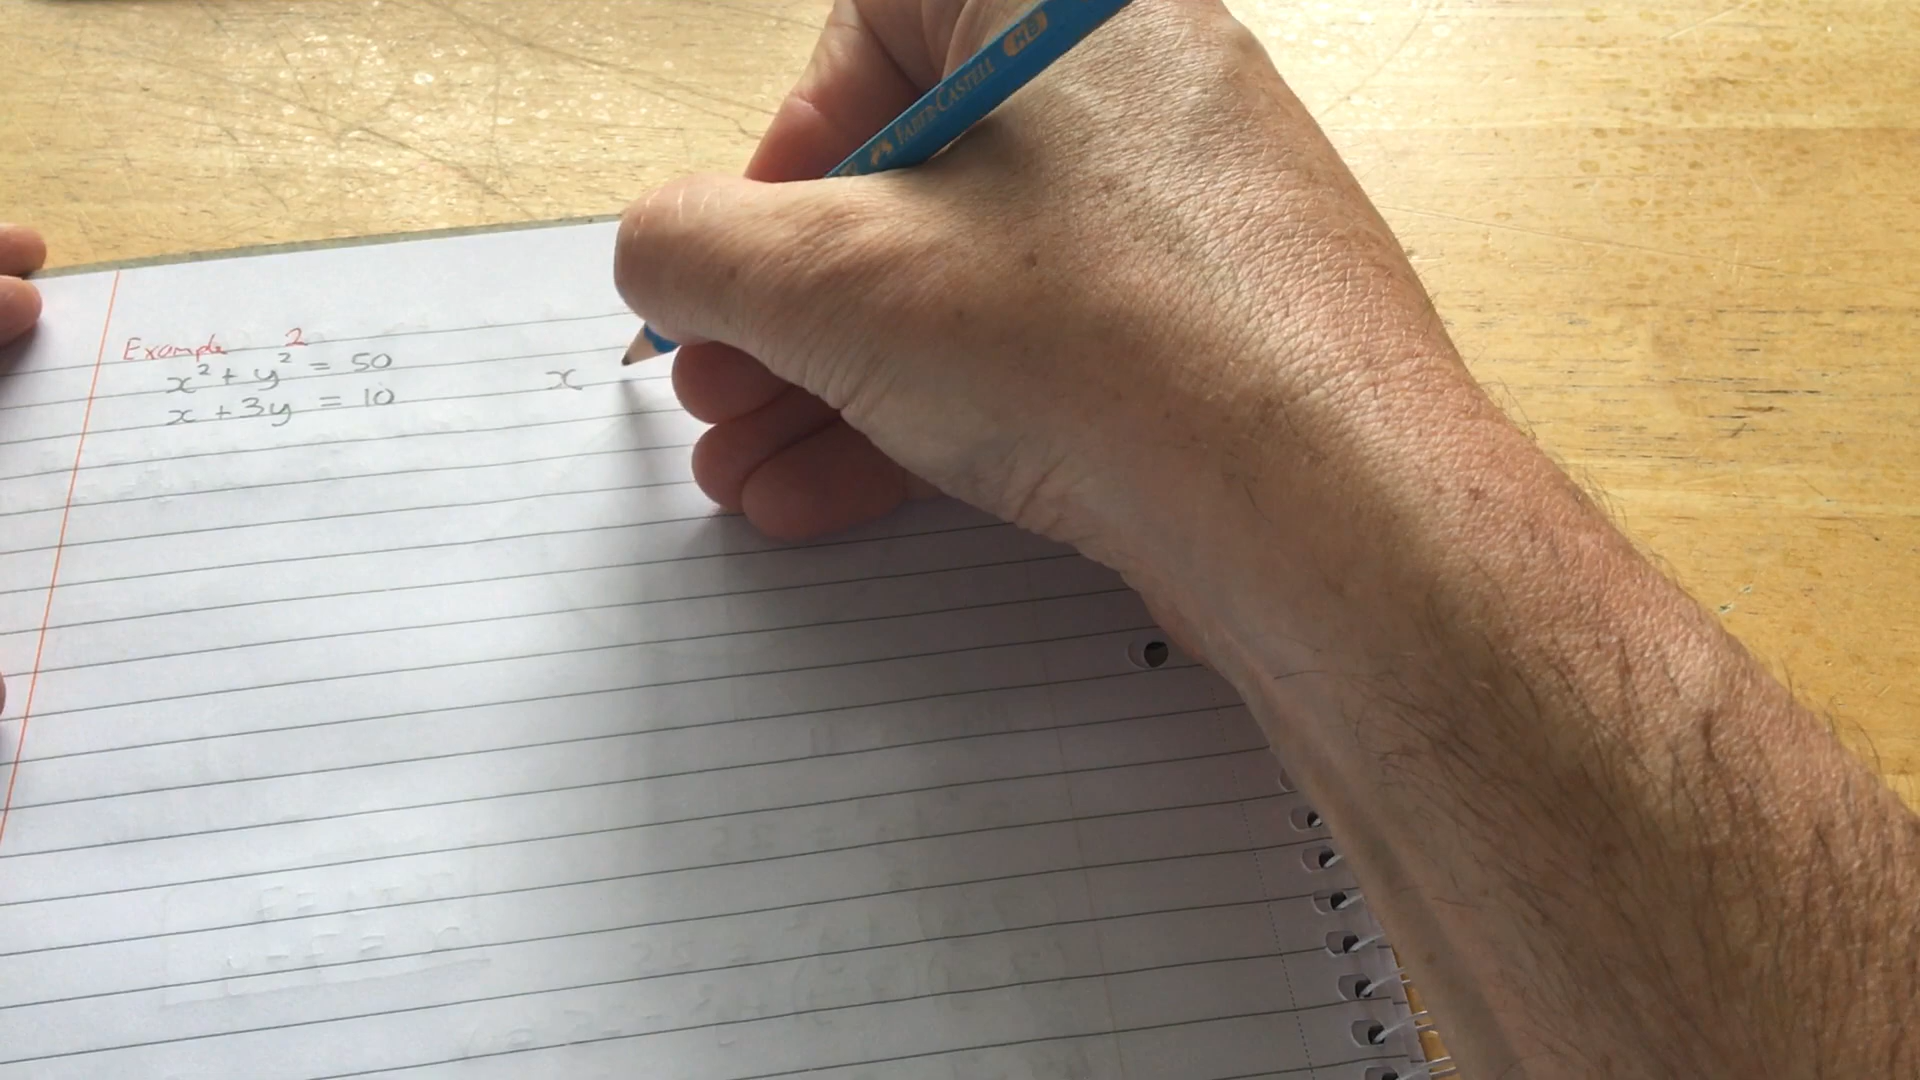 FABER-CASTELL HB
Example 2
x² + y² = 50
x + 3y = 10
x